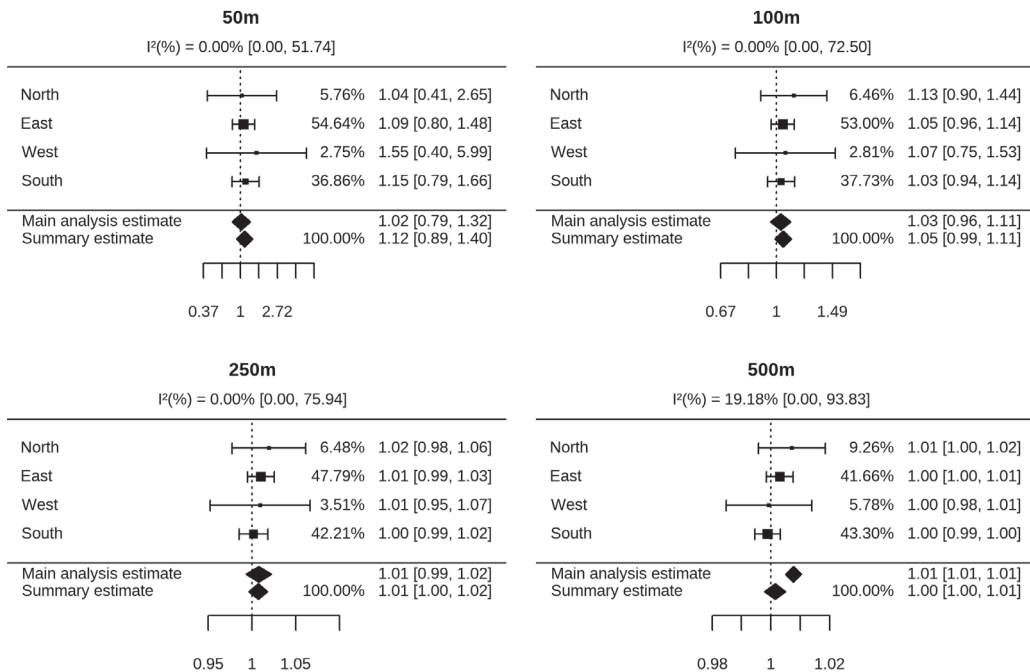 50m
I²(%) = 0.00% [0.00, 51.74]
North 5.76% 1.04 [0.41, 2.65]
East 54.64% 1.09 [0.80, 1.48]
West 2.75% 1.55 [0.40, 5.99]
South 36.86% 1.15 [0.79, 1.66]
Main analysis estimate 1.02 [0.79, 1.32]
Summary estimate 100.00% 1.12 [0.89, 1.40]
0.37 1 2.72
100m
I²(%) = 0.00% [0.00, 72.50]
North 6.46% 1.13 [0.90, 1.44]
East 53.00% 1.05 [0.96, 1.14]
West 2.81% 1.07 [0.75, 1.53]
South 37.73% 1.03 [0.94, 1.14]
Main analysis estimate 1.03 [0.96, 1.11]
Summary estimate 100.00% 1.05 [0.99, 1.11]
0.67 1 1.49
250m
I²(%) = 0.00% [0.00, 75.94]
North 6.48% 1.02 [0.98, 1.06]
East 47.79% 1.01 [0.99, 1.03]
West 3.51% 1.01 [0.95, 1.07]
South 42.21% 1.00 [0.99, 1.02]
Main analysis estimate 1.01 [0.99, 1.02]
Summary estimate 100.00% 1.01 [1.00, 1.02]
0.95 1 1.05
500m
I²(%) = 19.18% [0.00, 93.83]
North 9.26% 1.01 [1.00, 1.02]
East 41.66% 1.00 [1.00, 1.01]
West 5.78% 1.00 [0.98, 1.01]
South 43.30% 1.00 [0.99, 1.00]
Main analysis estimate 1.01 [1.01, 1.01]
Summary estimate 100.00% 1.00 [1.00, 1.01]
0.98 1 1.02